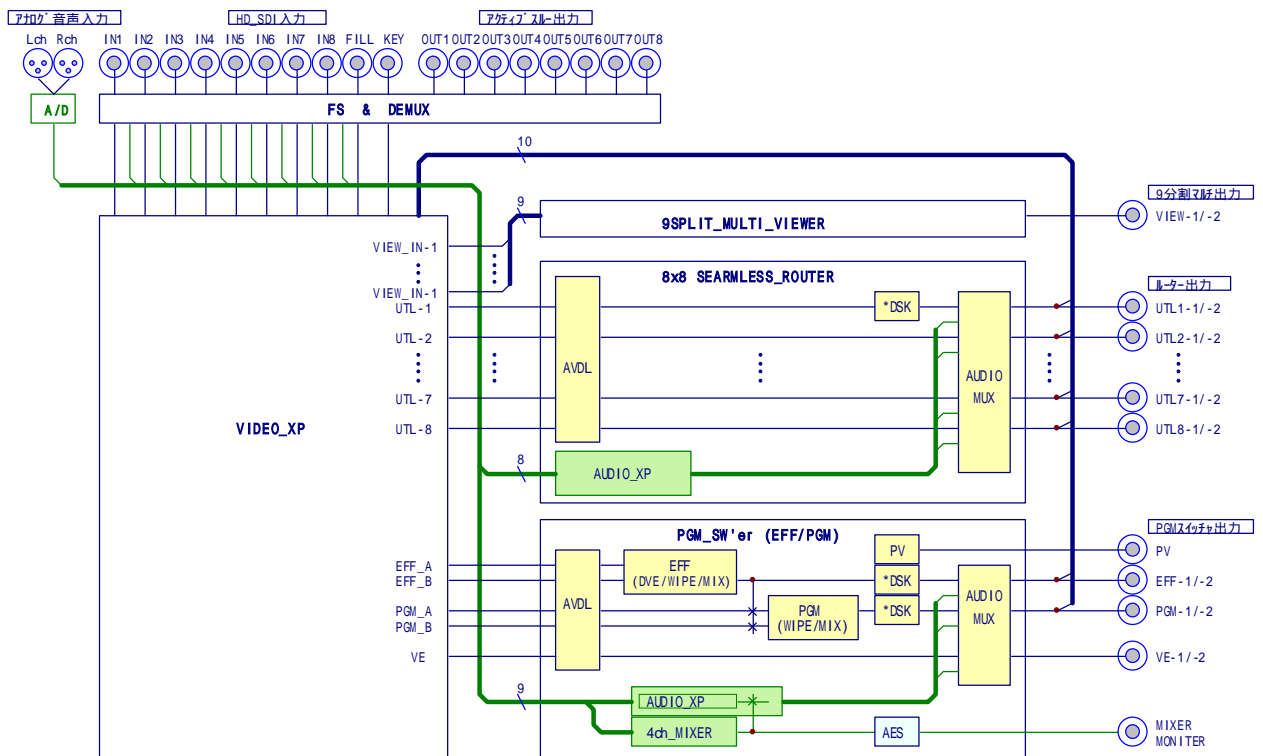 ｱﾅﾛｸﾞ音声入力
HD_SDI入力
ｱｸﾃｨﾌﾞｽﾙｰ出力
Lch Rch IN1 IN2 IN3 IN4 IN5 IN6 IN7 IN8 FILL KEY OUT1 OUT2 OUT3 OUT4 OUT5 OUT6 OUT7 OUT8
A/D
FS & DEMUX
10
9分割ﾏﾙﾁ出力
9
9SPLIT_MULTI_VIEWER
VIEW-1/-2
VIEW_IN-1
VIEW_IN-1
8x8 SEARMLESS_ROUTER
ﾙｰﾀｰ出力
UTL-1
*DSK
UTL1-1/-2
UTL-2
UTL2-1/-2
AVDL
AUDIO
MUX
UTL-7
UTL7-1/-2
VIDEO_XP
UTL-8
UTL8-1/-2
8
AUDIO_XP
PGM_SW'er (EFF/PGM)
PGMｽｲｯﾁｬ出力
PV
PV
EFF_A
EFF_B
EFF
(DVE/WIPE/MIX)
*DSK
EFF-1/-2
AVDL
AUDIO
MUX
PGM_A
PGM_B
PGM
(WIPE/MIX)
*DSK
PGM-1/-2
VE
VE-1/-2
9
AUDIO_XP
4ch_MIXER
AES
MIXER
MONITER